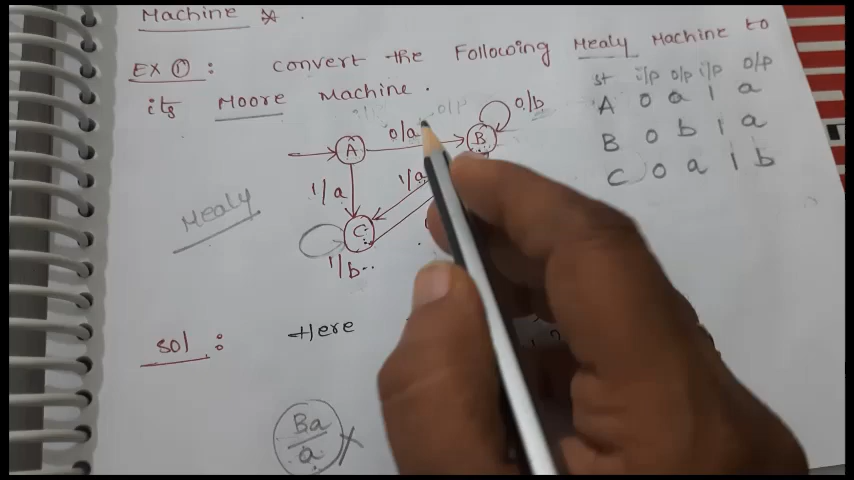 Machine
EX ① : convert the Following Mealy Machine to
its Moore Machine.
st i/p o/p i/p o/p
A 0 a 1 a
B 0 b 1 a
C 0 a 1 b
A 0/a B 0/b
1/a 1/a
Mealy
C
1/b
Sol : Here
Ba
a